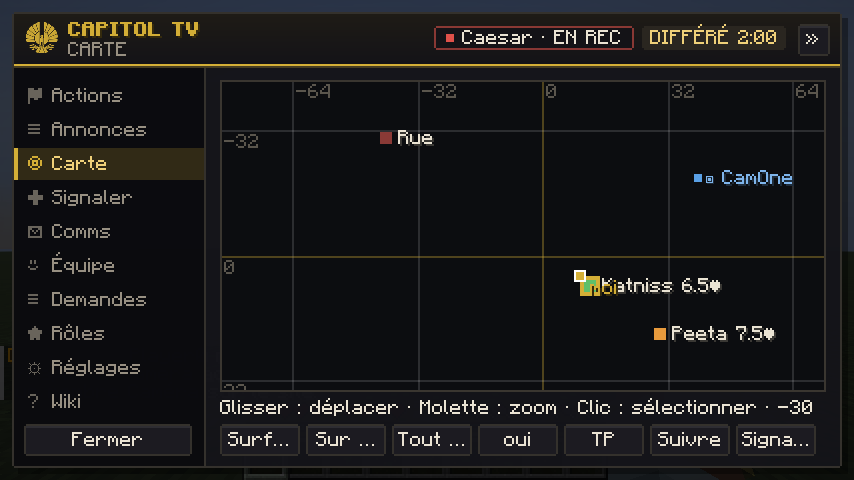 CAPITOL TV
CARTE
Caesar · EN REC
DIFFÉRÉ 2:00
»
Actions
Annonces
Carte
Signaler
Comms
Équipe
Demandes
Rôles
Réglages
? Wiki
Fermer
-64 -32 0 32 64
-32
Rue
CamOne
0
Katniss 6.5♥
Peeta 7.5♥
32
Glisser : déplacer · Molette : zoom · Clic : sélectionner · -30
Surf... Sur ... Tout ... oui TP Suivre Signa...